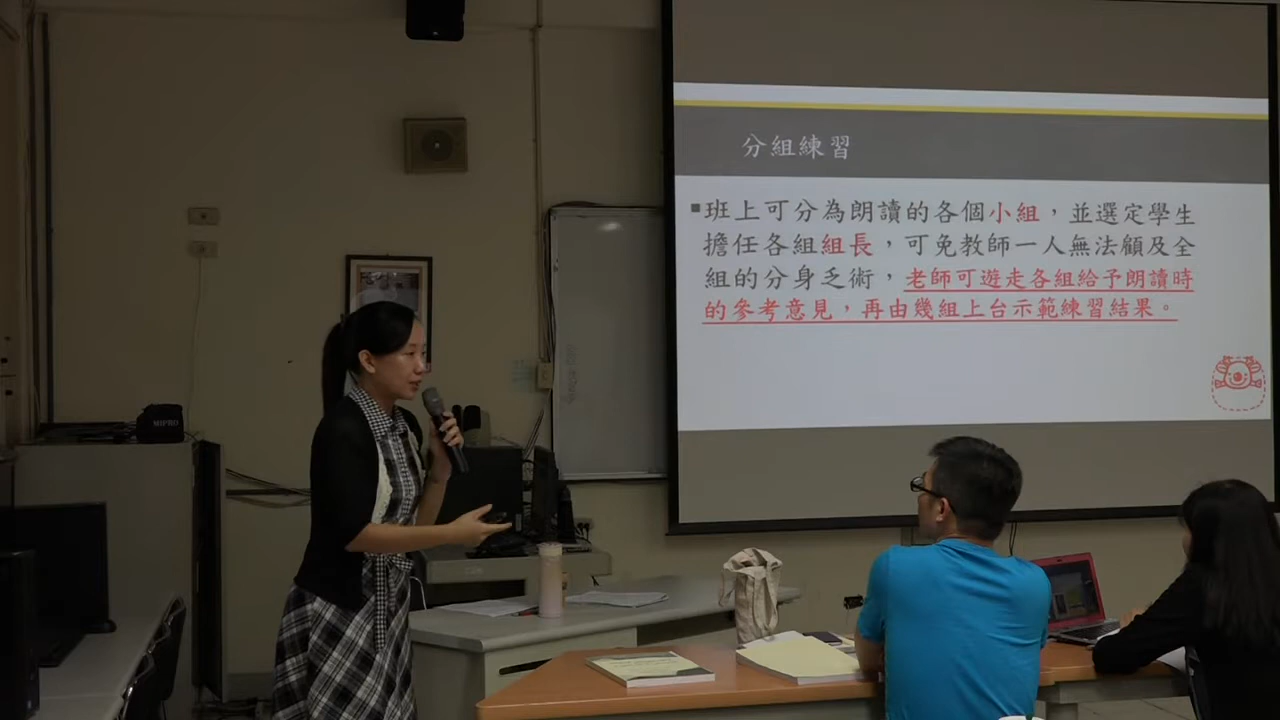 分組練習
班上可分為朗讀的各個小組，並選定學生
擔任各組組長，可免教師一人無法顧及全
組的分身乏術，老師可遊走各組給予朗讀時
的參考意見，再由幾組上台示範練習結果。
MIPRO